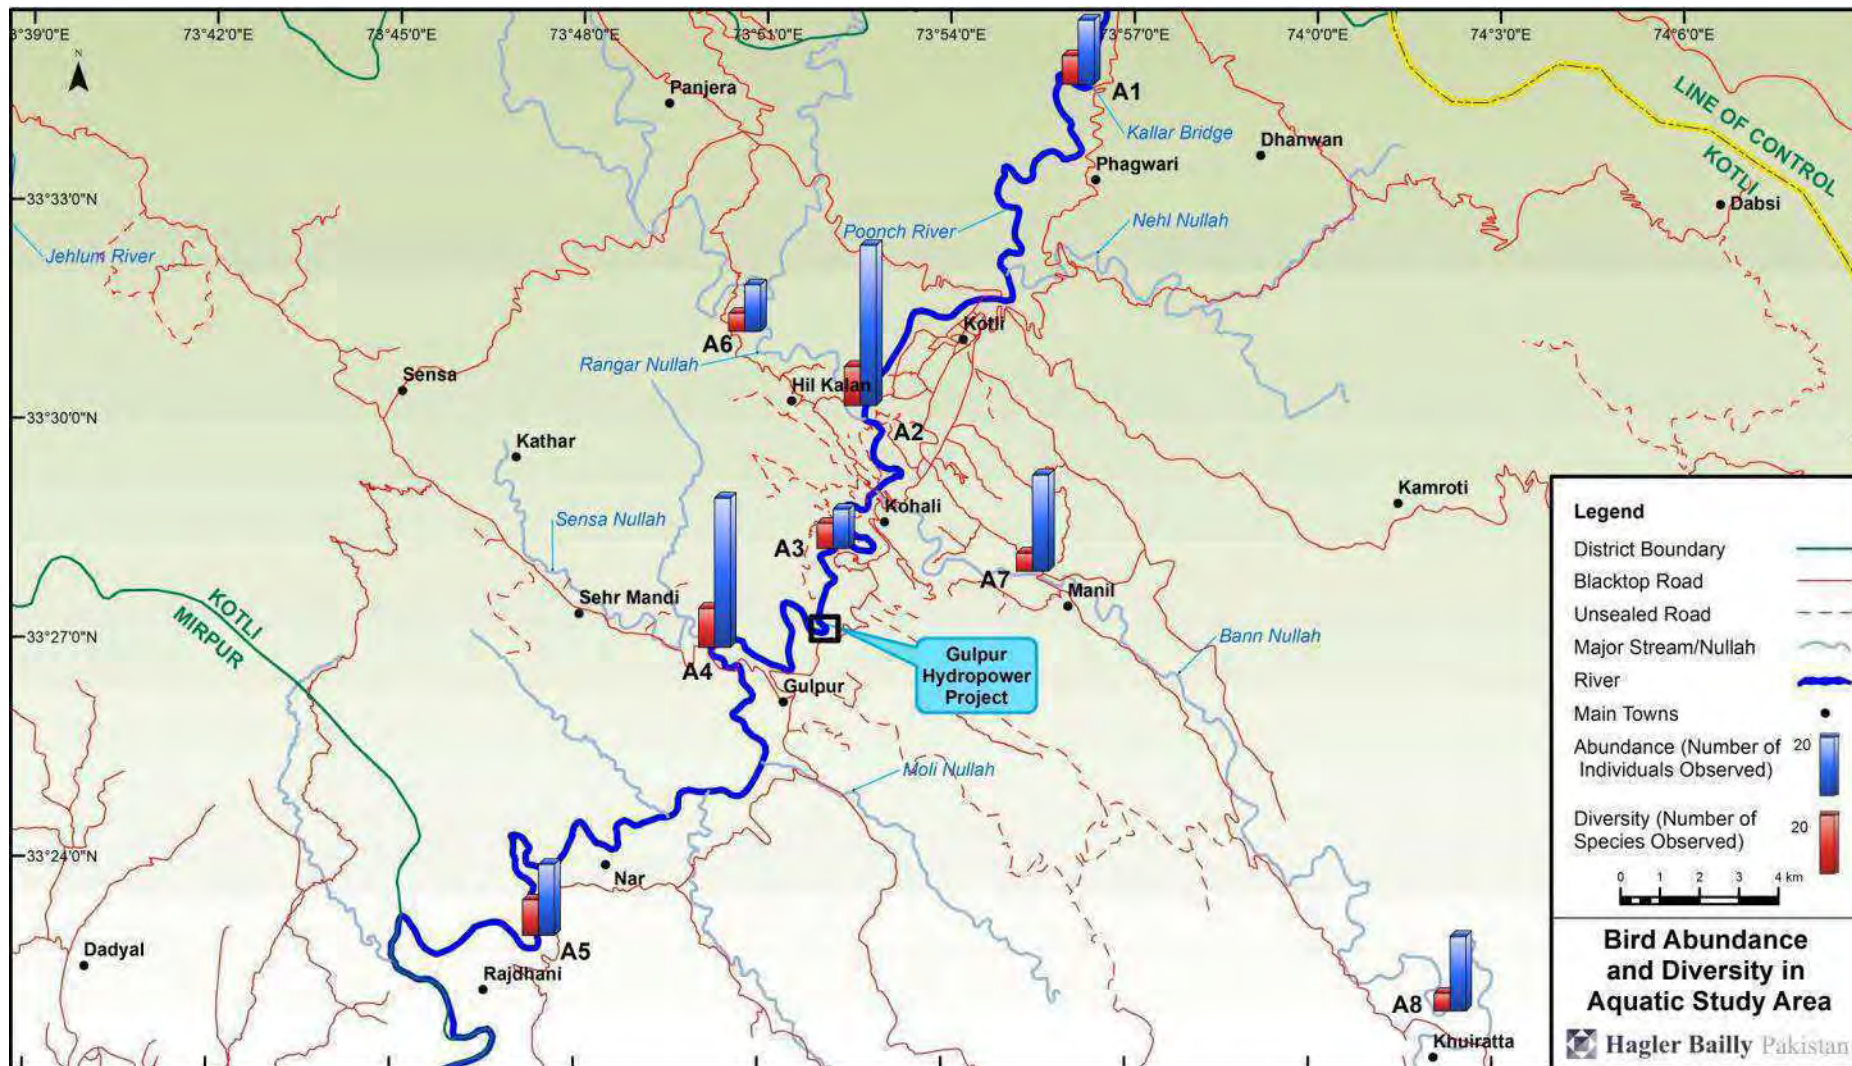 73°39'0"E
73°42'0"E
73°45'0"E
73°48'0"E
73°51'0"E
73°54'0"E
73°57'0"E
74°0'0"E
74°3'0"E
74°6'0"E
N
Panjera
A1
Kallar Bridge
Dhanwan
Phagwari
LINE OF CONTROL
KOTLI
Dabsi
33°33'0"N
Jehlum River
Poonch River
Nehl Nullah
A6
Kotli
Rangar Nullah
Sensa
Hil Kalan
33°30'0"N
A2
Kathar
Kamroti
Kohali
Sensa Nullah
A3
A7
Manil
Sehr Mandi
KOTLI
MIRPUR
33°27'0"N
Bann Nullah
A4
Gulpur
Gulpur
Hydropower
Project
Moli Nullah
33°24'0"N
Nar
A5
Dadyal
Rajdhani
A8
Khuiratta
Legend
District Boundary
Blacktop Road
Unsealed Road
Major Stream/Nullah
River
Main Towns
Abundance (Number of 20
Individuals Observed)
Diversity (Number of 20
Species Observed)
0 1 2 3 4 km
Bird Abundance
and Diversity in
Aquatic Study Area
Hagler Bailly Pakistan